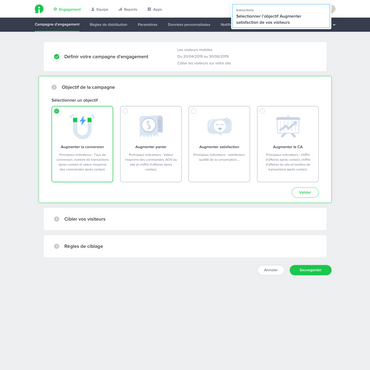 Engagement
Equipe
Reports
Apps
Instructions
Sélectionner l'objectif Augmenter
satisfaction de vos visiteurs
Campagne d'engagement
Règles de distribution
Paramètres
Données personnalisées
Définir votre campagne d'engagement
Les visiteurs mobiles
Du 20/04/2019 au 30/06/2019
Cibler les visiteurs sur votre site
Objectif de la campagne
Sélectionner un objectif
Augmenter la conversion
Principaux indicateurs : Taux de
conversion, nombre de transactions
après contact et valeur moyenne
des commandes après contact
Augmenter panier
Principaux indicateurs : Valeur
moyenne des commandes, AOV du
site et chiffre d'affaires après
contact
Augmenter satisfaction
Principaux indicateurs : satisfaction
qualité de la conversation...
Augmenter le CA
Principaux indicateurs : chiffre
d'affaires après contact, chiffre
d'affaires du site et nombre de
transactions après contact
Valider
Cibler vos visiteurs
Règles de ciblage
Annuler
Sauvegarder